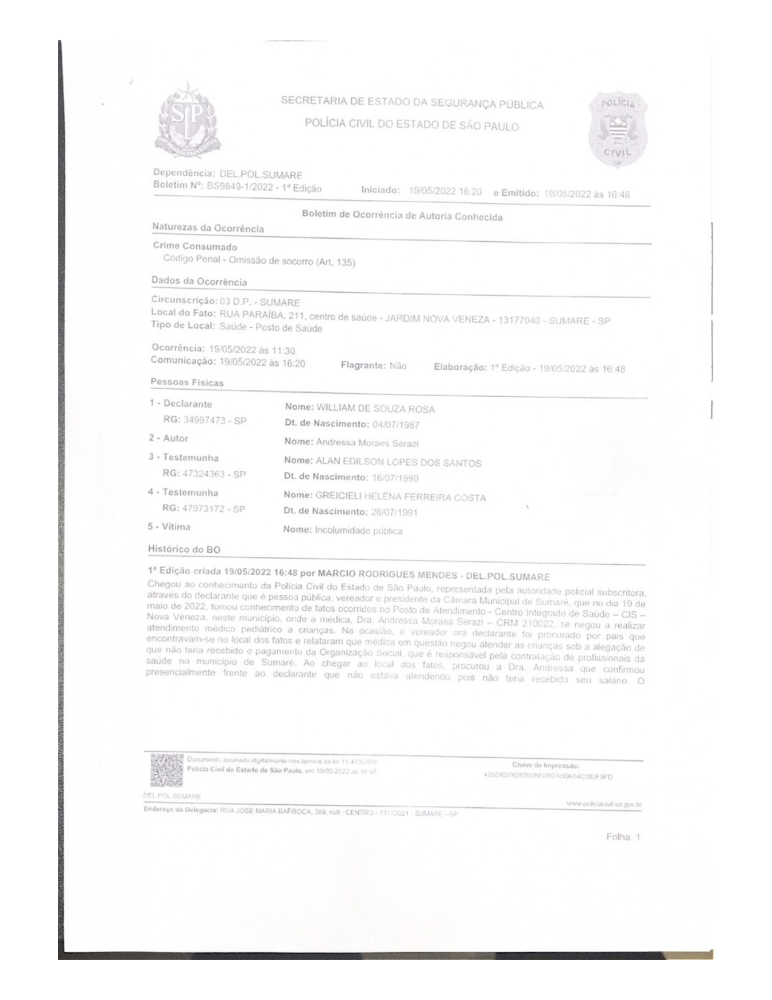 SECRETARIA DE ESTADO DA SEGURANÇA PÚBLICA
POLÍCIA CIVIL DO ESTADO DE SÃO PAULO
SP
POLÍCIA
CIVIL
SP
Dependência: DEL.POL.SUMARE
Boletim Nº: BS9849-1/2022 - 1ª Edição Iniciado: 19/05/2022 16:20 e Emitido: 19/05/2022 às 16:48
Boletim de Ocorrência de Autoria Conhecida
Naturezas da Ocorrência
Crime Consumado
Código Penal - Omissão de socorro (Art. 135)
Dados da Ocorrência
Circunscrição: 03 D.P. - SUMARE
Local do Fato: RUA PARAÍBA, 211, centro de saúde - JARDIM NOVA VENEZA - 13177040 - SUMARE - SP
Tipo de Local: Saúde - Posto de Saúde
Ocorrência: 19/05/2022 às 11:30
Comunicação: 19/05/2022 às 16:20 Flagrante: Não Elaboração: 1ª Edição - 19/05/2022 às 16:48
Pessoas Físicas
1 - Declarante Nome: WILLIAM DE SOUZA ROSA
RG: 34997473 - SP Dt. de Nascimento: 04/07/1987
2 - Autor Nome: Andressa Moraes Serazi
3 - Testemunha Nome: ALAN EDILSON LOPES DOS SANTOS
RG: 47324363 - SP Dt. de Nascimento: 16/07/1990
4 - Testemunha Nome: GREICIELI HELENA FERREIRA COSTA
RG: 47973172 - SP Dt. de Nascimento: 26/07/1991
5 - Vítima Nome: Incolumidade pública
Histórico do BO
1ª Edição criada 19/05/2022 16:48 por MARCIO RODRIGUES MENDES - DEL.POL.SUMARE
Chegou ao conhecimento da Polícia Civil do Estado de São Paulo, representada pela autoridade policial subscritora,
através do declarante que é pessoa pública, vereador e presidente da Câmara Municipal de Sumaré, que no dia 19 de
maio de 2022, tomou conhecimento de fatos ocorridos no Posto de Atendimento - Centro Integrado de Saúde – CIS –
Nova Veneza, neste município, onde a médica, Dra. Andressa Moraes Serazi – CRM 210022, se negou a realizar
atendimento médico pediátrico a crianças. Na ocasião, o vereador ora declarante foi procurado por pais que
encontravam-se no local dos fatos e relataram que médica em questão negou atender as crianças sob a alegação de
que não teria recebido o pagamento da Organização Social, que é responsável pela contratação de profissionais da
saúde no município de Sumaré. Ao chegar ao local dos fatos, procurou a Dra. Andressa que confirmou
presencialmente frente ao declarante que não estava atendendo pois não teria recebido seu salário. O
Documento assinado digitalmente nos termos da lei 11.419/2006
Polícia Civil do Estado de São Paulo, em 19/05/2022 às 16:48
Chave de Impressão:
DEL.POL.SUMARE
www.policiacivil.sp.gov.br
Endereço da Delegacia: RUA JOSE MARIA BARROCA, 369, null - CENTRO - 13170021 - SUMARE - SP
Folha: 1